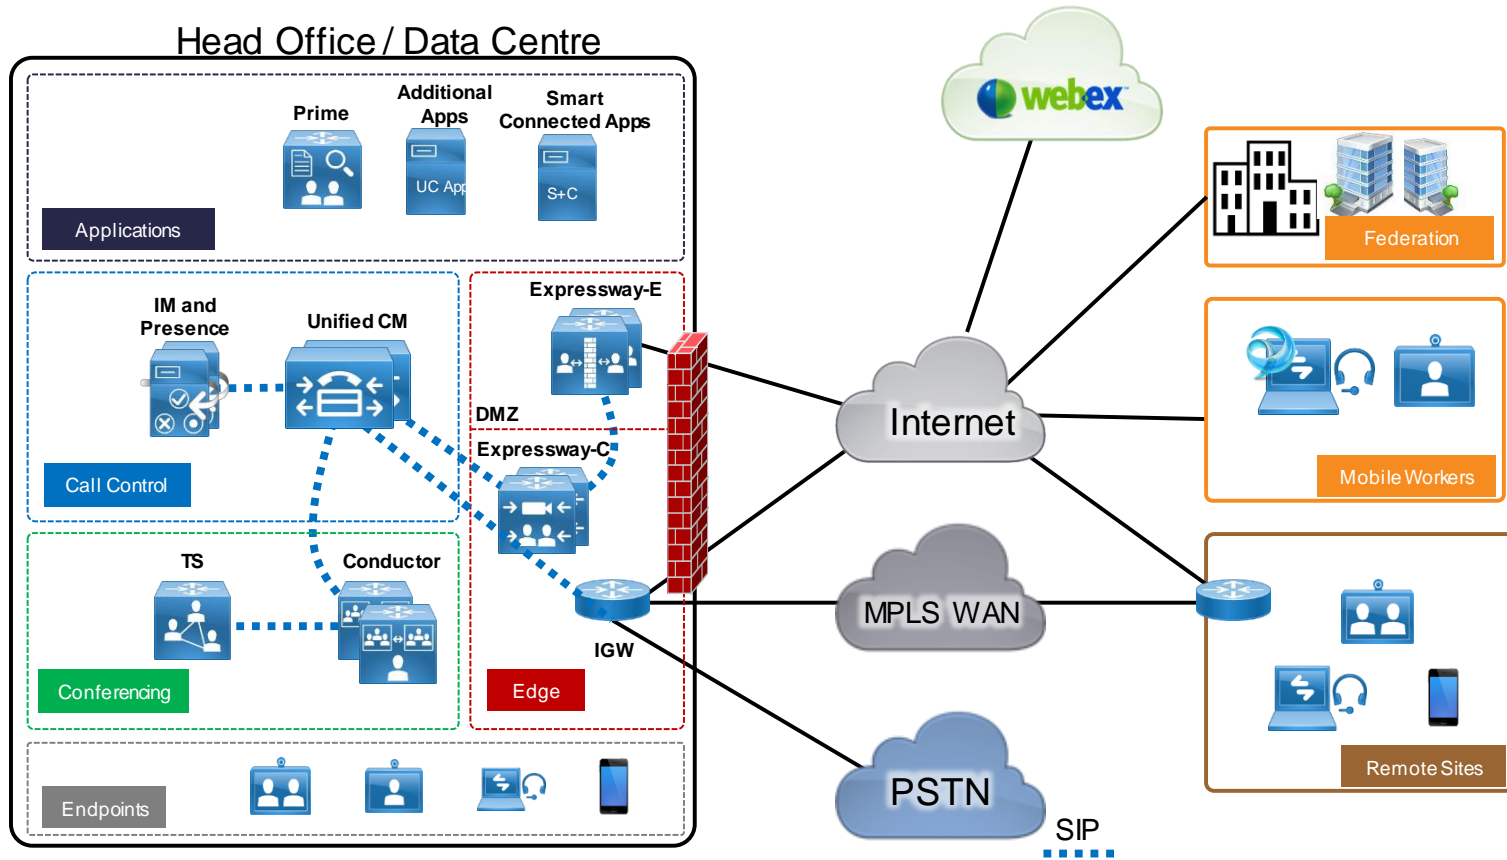 Head Office / Data Centre
Prime
Additional
Apps
Smart
Connected Apps
UC App
S+C
Applications
webex
Federation
IM and
Presence
Unified CM
Expressway-E
DMZ
Expressway-C
Call Control
Internet
Mobile Workers
TS
Conductor
MPLS WAN
IGW
Conferencing
Edge
PSTN
Remote Sites
Endpoints
SIP